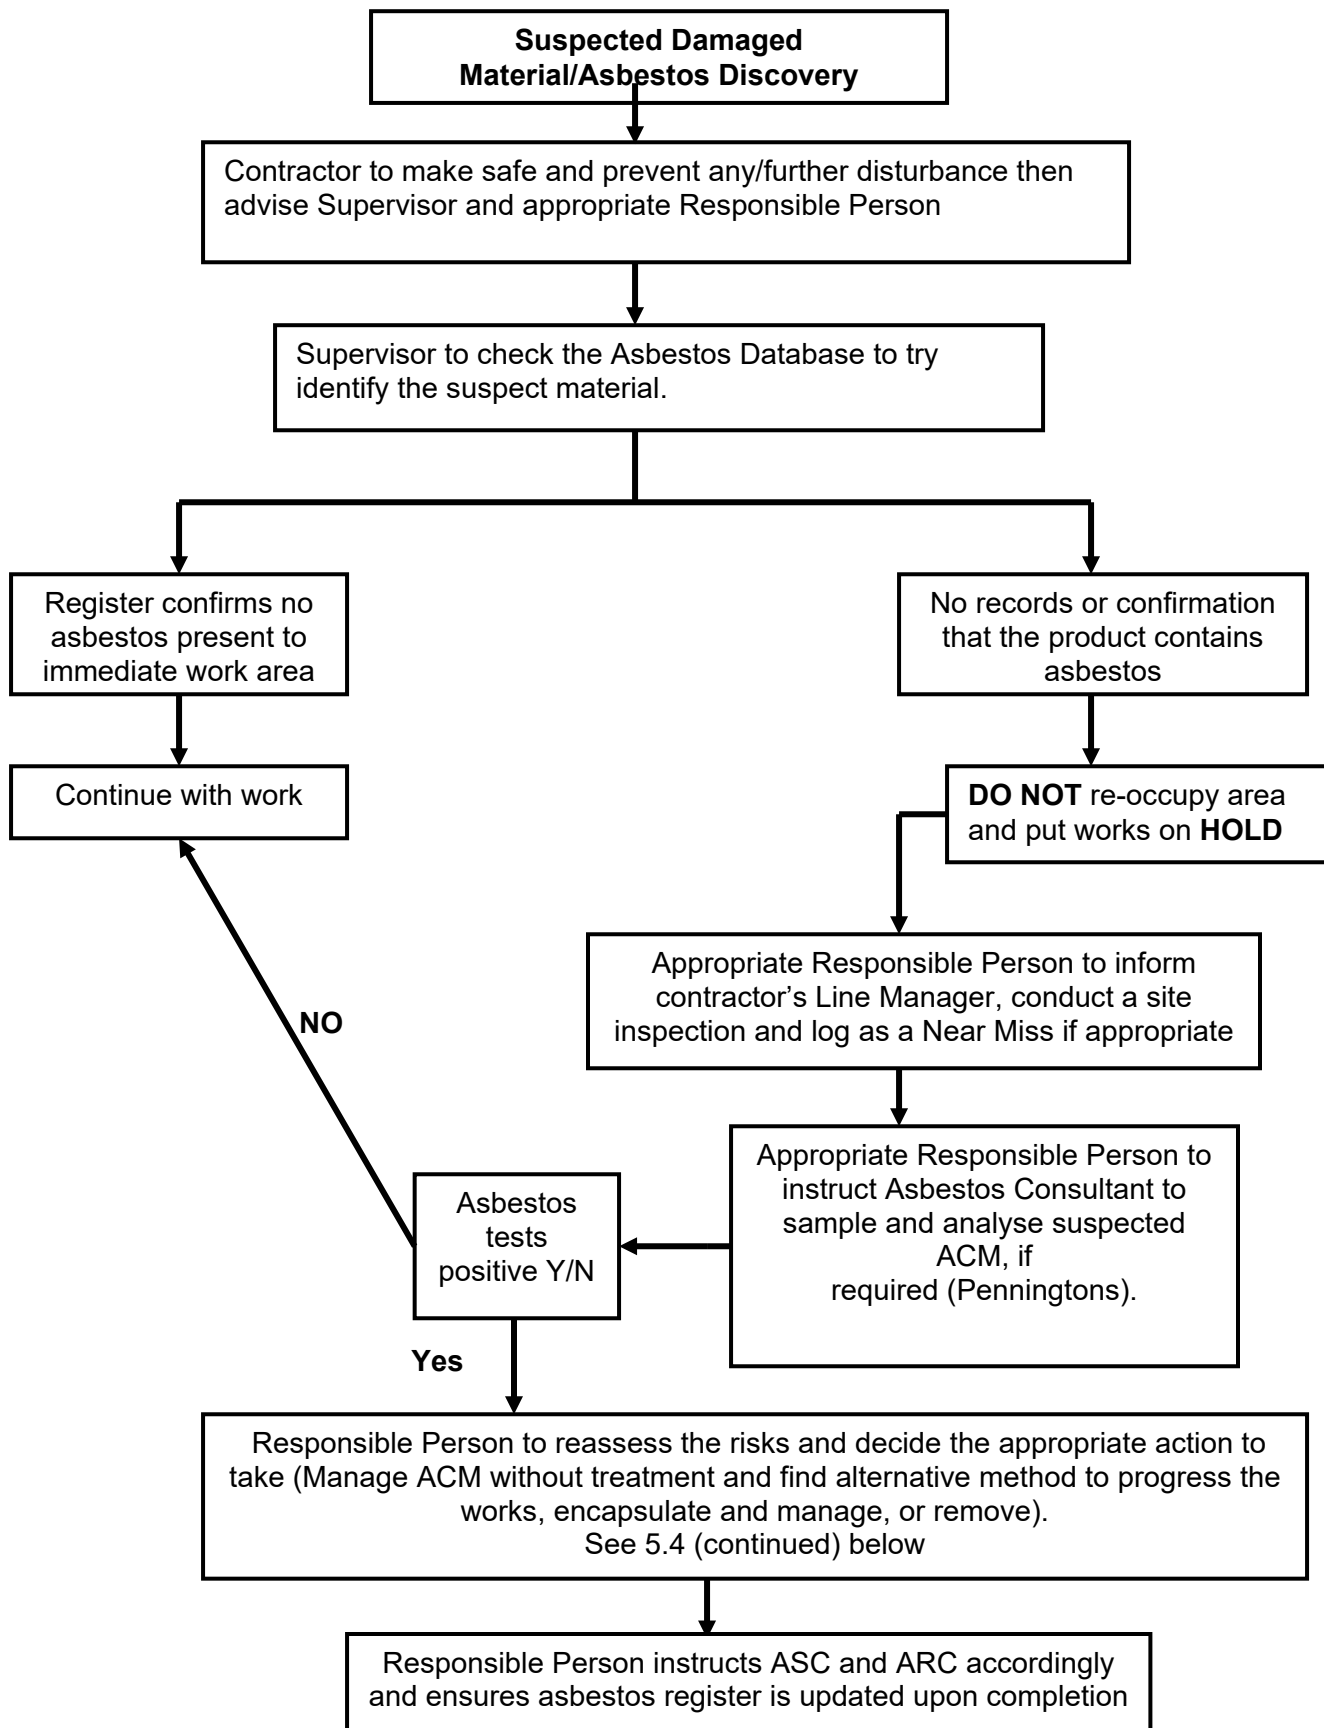 Suspected Damaged
Material/Asbestos Discovery
Contractor to make safe and prevent any/further disturbance then
advise Supervisor and appropriate Responsible Person
Supervisor to check the Asbestos Database to try
identify the suspect material.
Register confirms no
asbestos present to
immediate work area
No records or confirmation
that the product contains
asbestos
Continue with work
DO NOT re-occupy area
and put works on HOLD
Appropriate Responsible Person to inform
contractor’s Line Manager, conduct a site
inspection and log as a Near Miss if appropriate
NO
Appropriate Responsible Person to
instruct Asbestos Consultant to
sample and analyse suspected
ACM, if
required (Penningtons).
Asbestos
tests
positive Y/N
Yes
Responsible Person to reassess the risks and decide the appropriate action to
take (Manage ACM without treatment and find alternative method to progress the
works, encapsulate and manage, or remove).
See 5.4 (continued) below
Responsible Person instructs ASC and ARC accordingly
and ensures asbestos register is updated upon completion